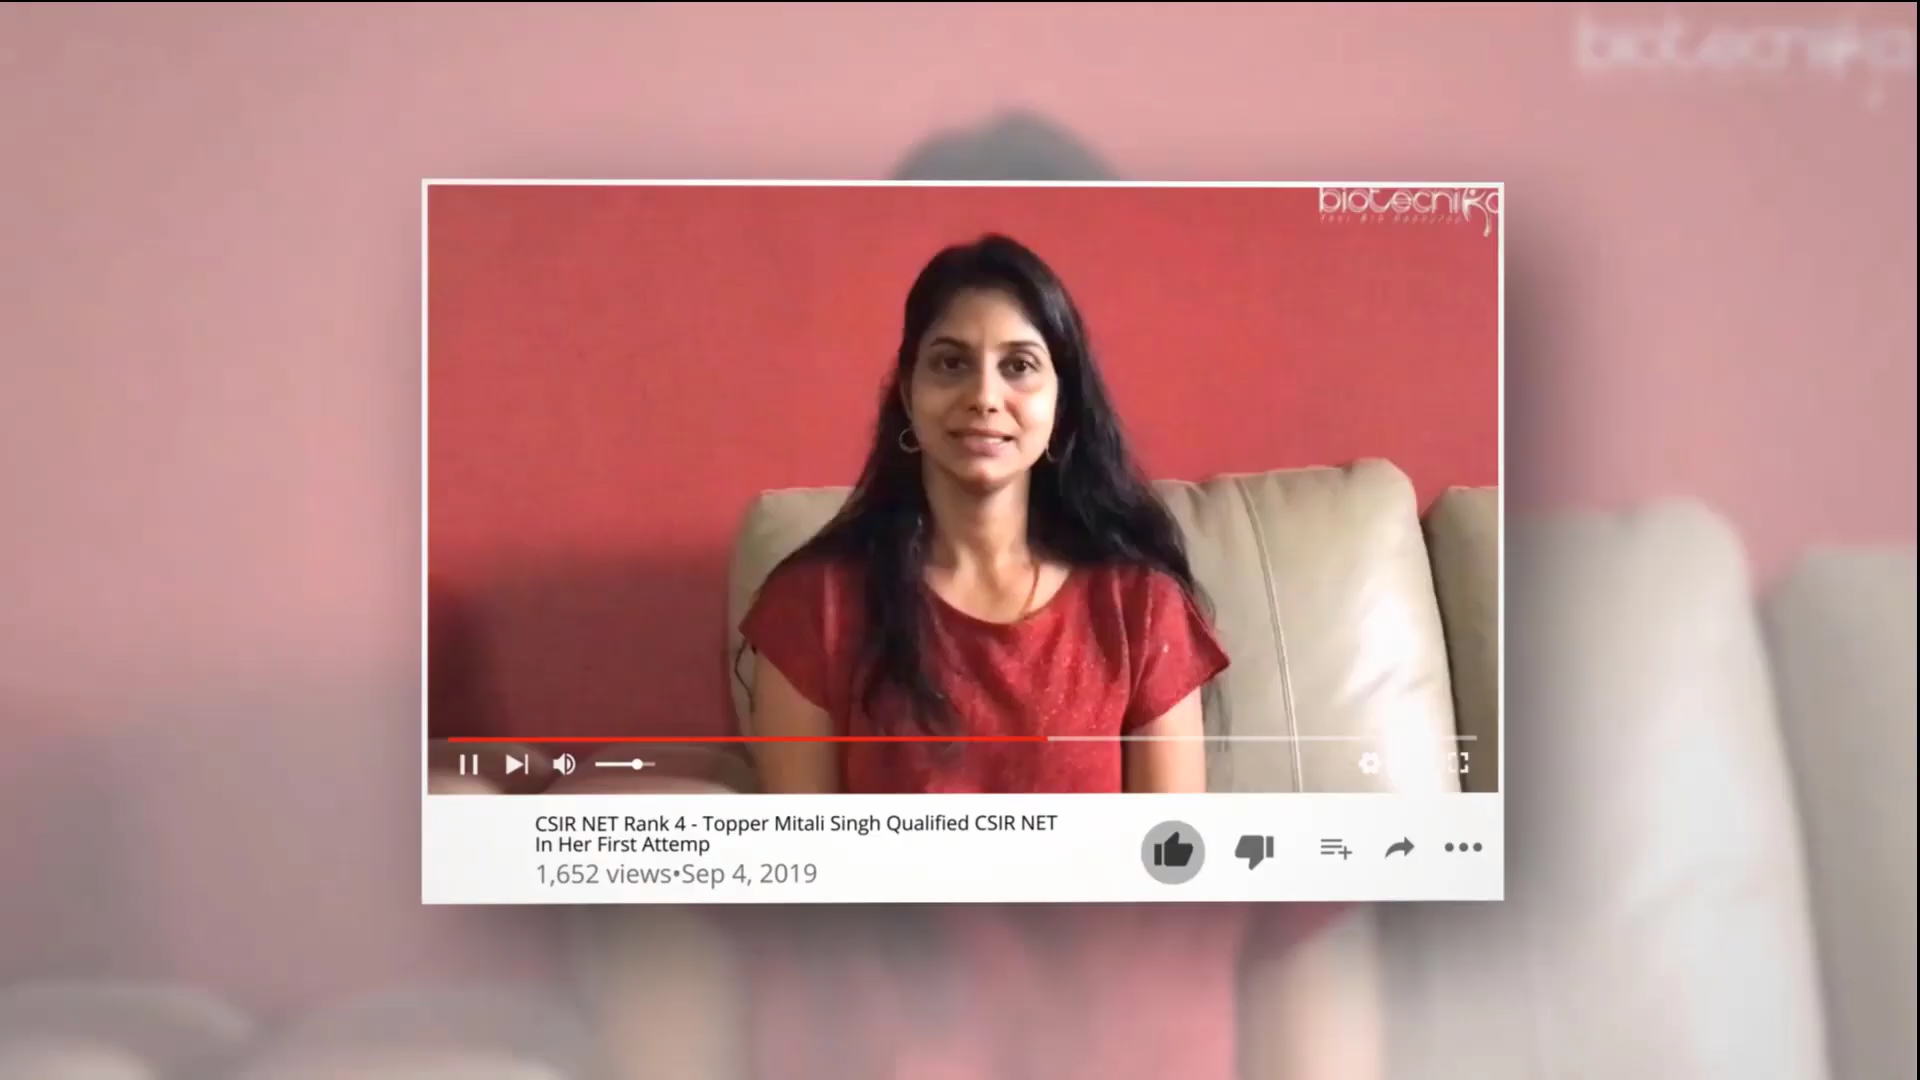 biotecnika
biotecnika
CSIR NET Rank 4 - Topper Mitali Singh Qualified CSIR NET
In Her First Attemp
1,652 views•Sep 4, 2019